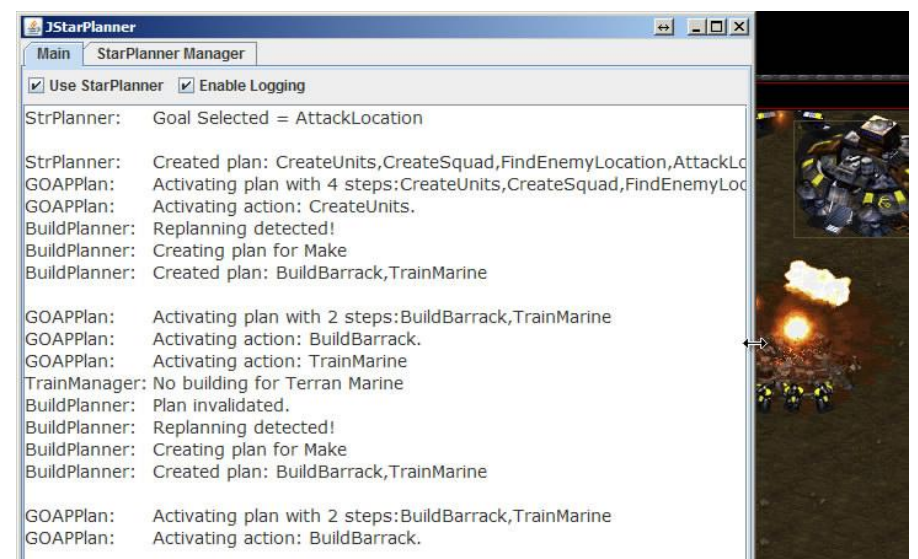 JStarPlanner
Main StarPlanner Manager
Use StarPlanner Enable Logging
StrPlanner: Goal Selected = AttackLocation
StrPlanner: Created plan: CreateUnits,CreateSquad,FindEnemyLocation,AttackLo
GOAPPlan: Activating plan with 4 steps:CreateUnits,CreateSquad,FindEnemyLoc
GOAPPlan: Activating action: CreateUnits.
BuildPlanner: Replanning detected!
BuildPlanner: Creating plan for Make
BuildPlanner: Created plan: BuildBarrack,TrainMarine
GOAPPlan: Activating plan with 2 steps:BuildBarrack,TrainMarine
GOAPPlan: Activating action: BuildBarrack.
GOAPPlan: Activating action: TrainMarine
TrainManager: No building for Terran Marine
BuildPlanner: Plan invalidated.
BuildPlanner: Replanning detected!
BuildPlanner: Creating plan for Make
BuildPlanner: Created plan: BuildBarrack,TrainMarine
GOAPPlan: Activating plan with 2 steps:BuildBarrack,TrainMarine
GOAPPlan: Activating action: BuildBarrack.